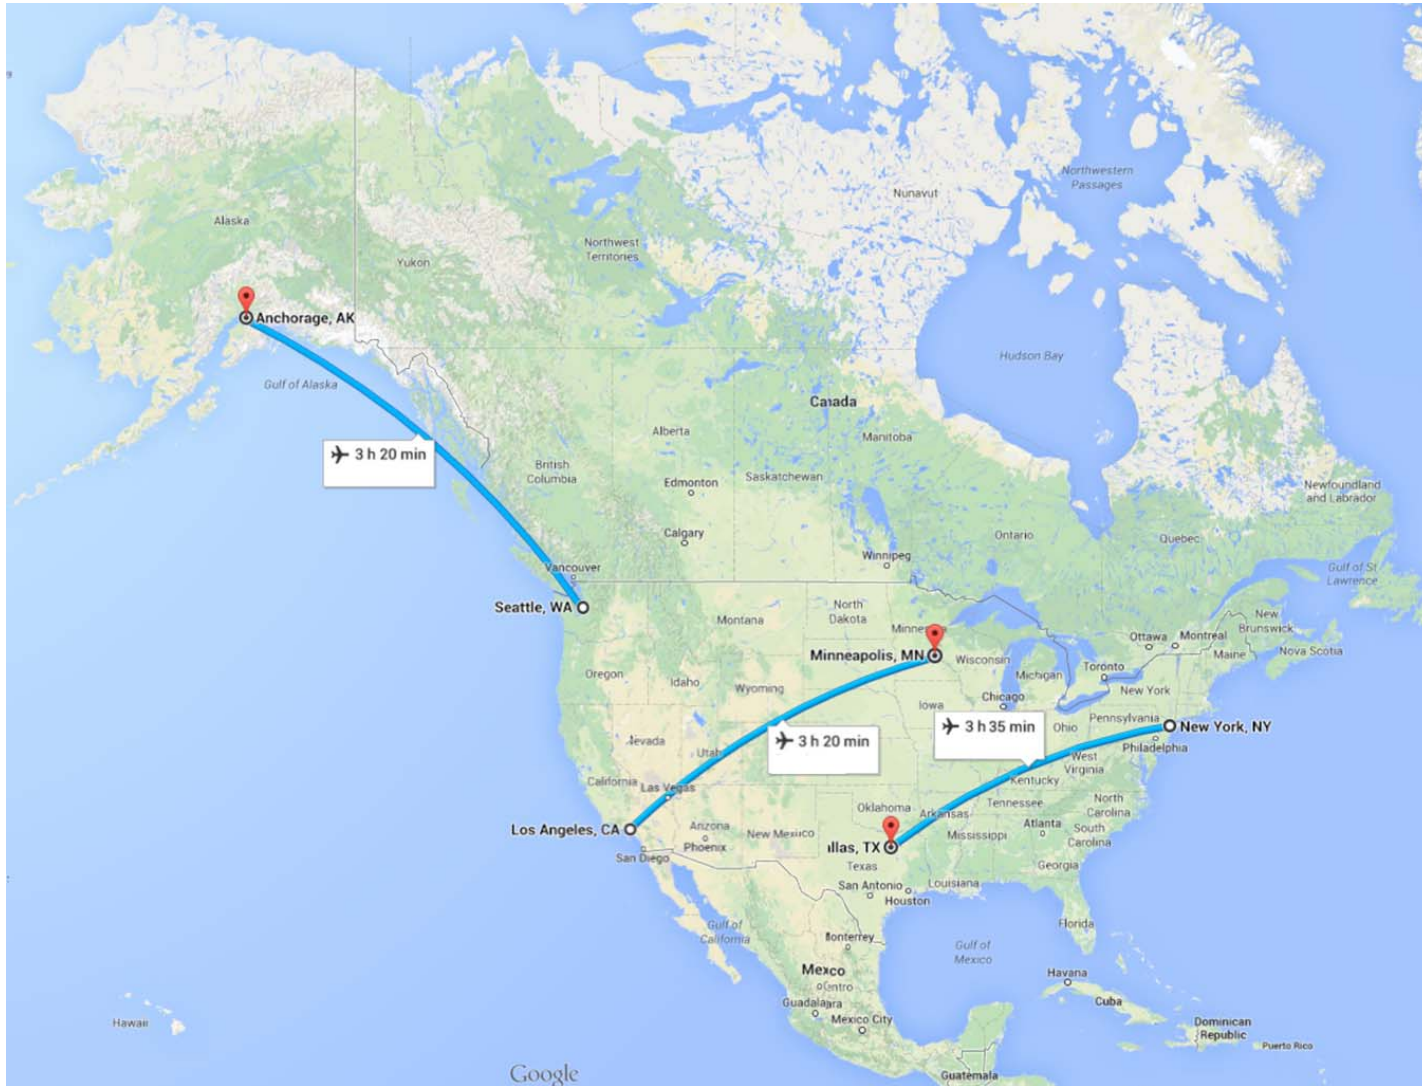 Northwestern
Passages
Nunavut
Alaska
Northwest
Territories
Yukon
Anchorage, AK
Hudson Bay
Gulf of Alaska
Canada
Alberta
Manitoba
3 h 20 min
British
Columbia
Saskatchewan
Edmonton
Newfoundland
and Labrador
Calgary
Ontario
Quebec
Winnipeg
Vancouver
Gulf of St
Lawrence
Seattle, WA
North
Dakota
Montana
New
Brunswick
Ottawa
Montreal
Nova Scotia
Maine
Minneapolis, MN
Wisconsin
Toronto
Michigan
Oregon
Idaho
Wyoming
Chicago
New York
Iowa
Pennsylvania
New York, NY
3 h 35 min
Ohio
Philadelphia
Nevada
3 h 20 min
Utah
West
Virginia
California
Las Vegas
Kentucky
Oklahoma
Arkansas
Tennessee
North
Carolina
Los Angeles, CA
Arizona
New Mexico
Mississippi
Atlanta
South
Carolina
Phoenix
San Diego
illas, TX
Texas
Georgia
San Antonio
Louisiana
Houston
Gulf of
California
Florida
Monterrey
Gulf of
Mexico
Mexico
Centro
Havana
Cuba
Guadalajara
Mexico City
Hawaii
Dominican
Republic
Puerto Rico
Guatemala
Google